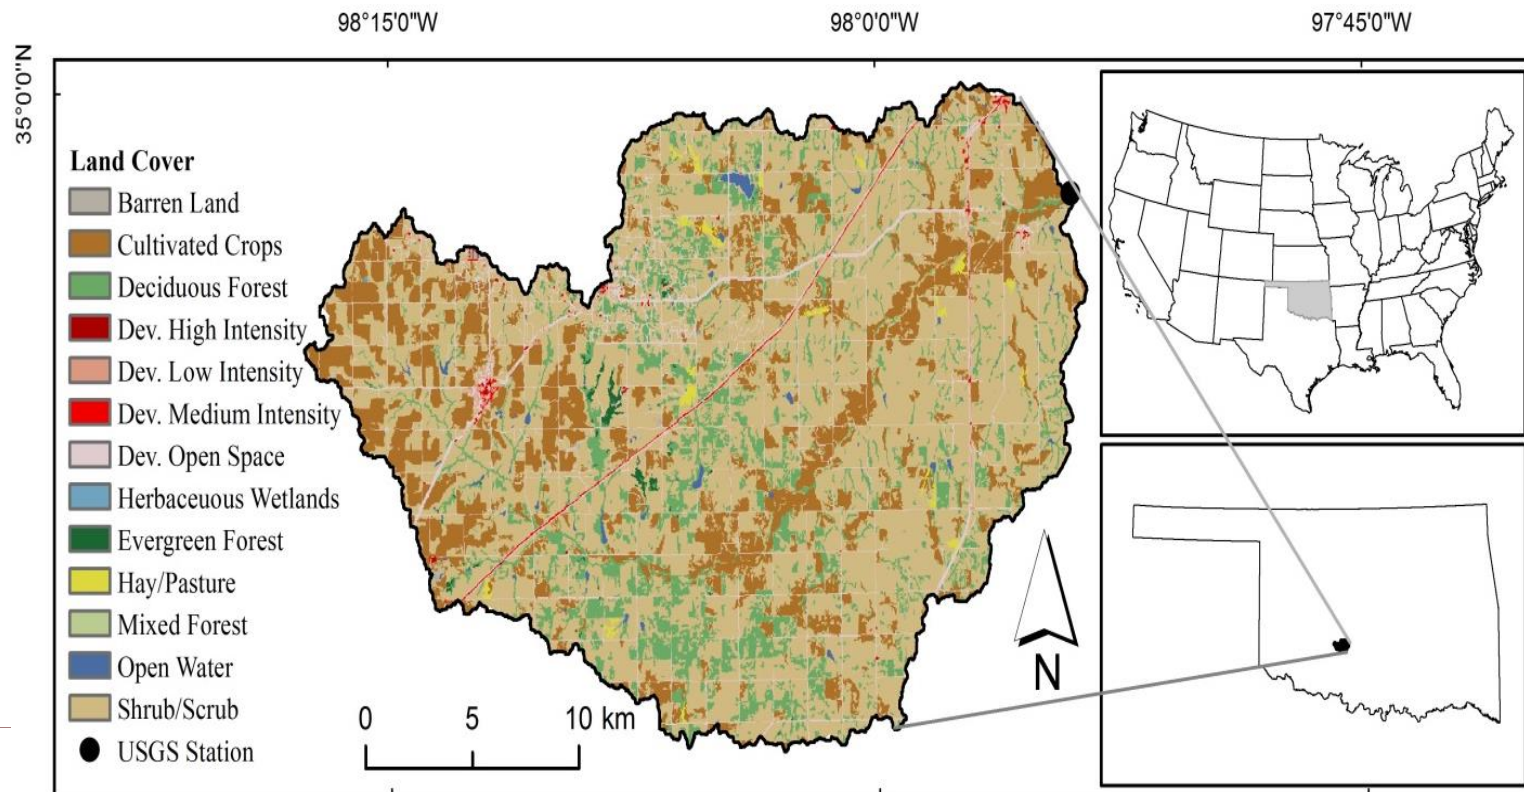 98°15'0"W
98°0'0"W
97°45'0"W
35°0'0"N
Land Cover
Barren Land
Cultivated Crops
Deciduous Forest
Dev. High Intensity
Dev. Low Intensity
Dev. Medium Intensity
Dev. Open Space
Herbaceuous Wetlands
Evergreen Forest
Hay/Pasture
Mixed Forest
Open Water
Shrub/Scrub
USGS Station
0 5 10 km
N